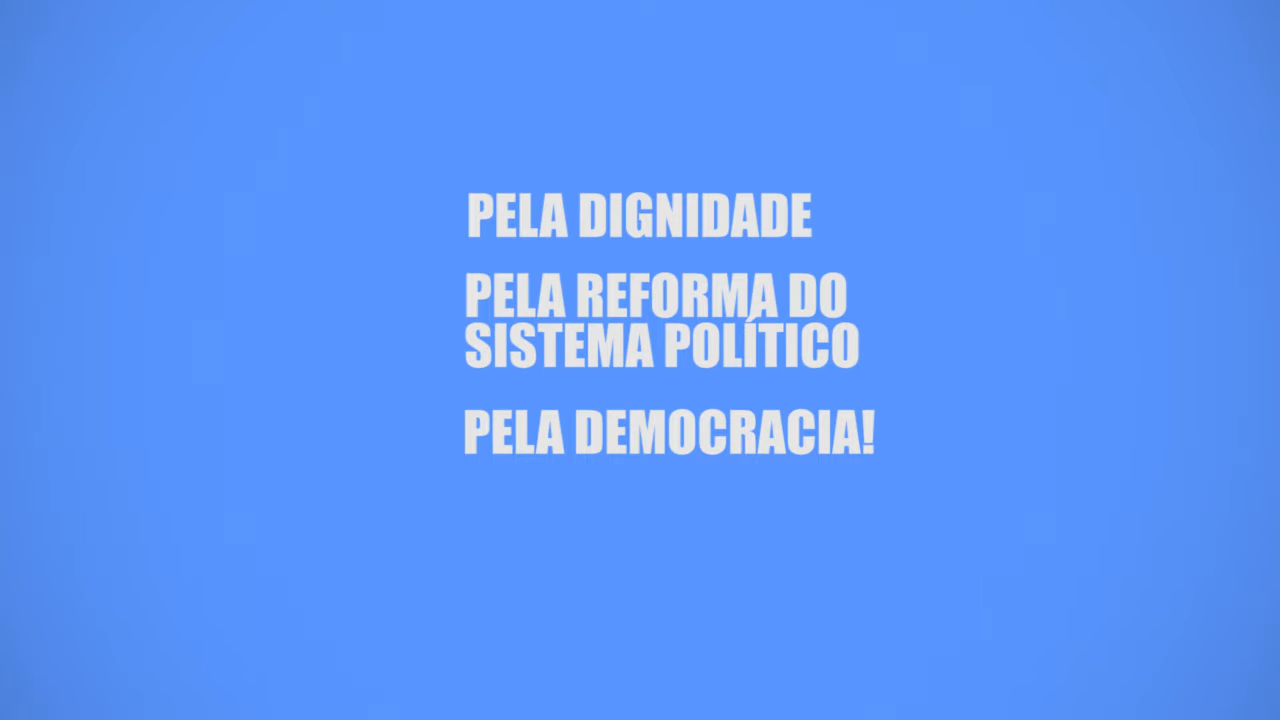 PELA DIGNIDADE
PELA REFORMA DO
SISTEMA POLÍTICO
PELA DEMOCRACIA!